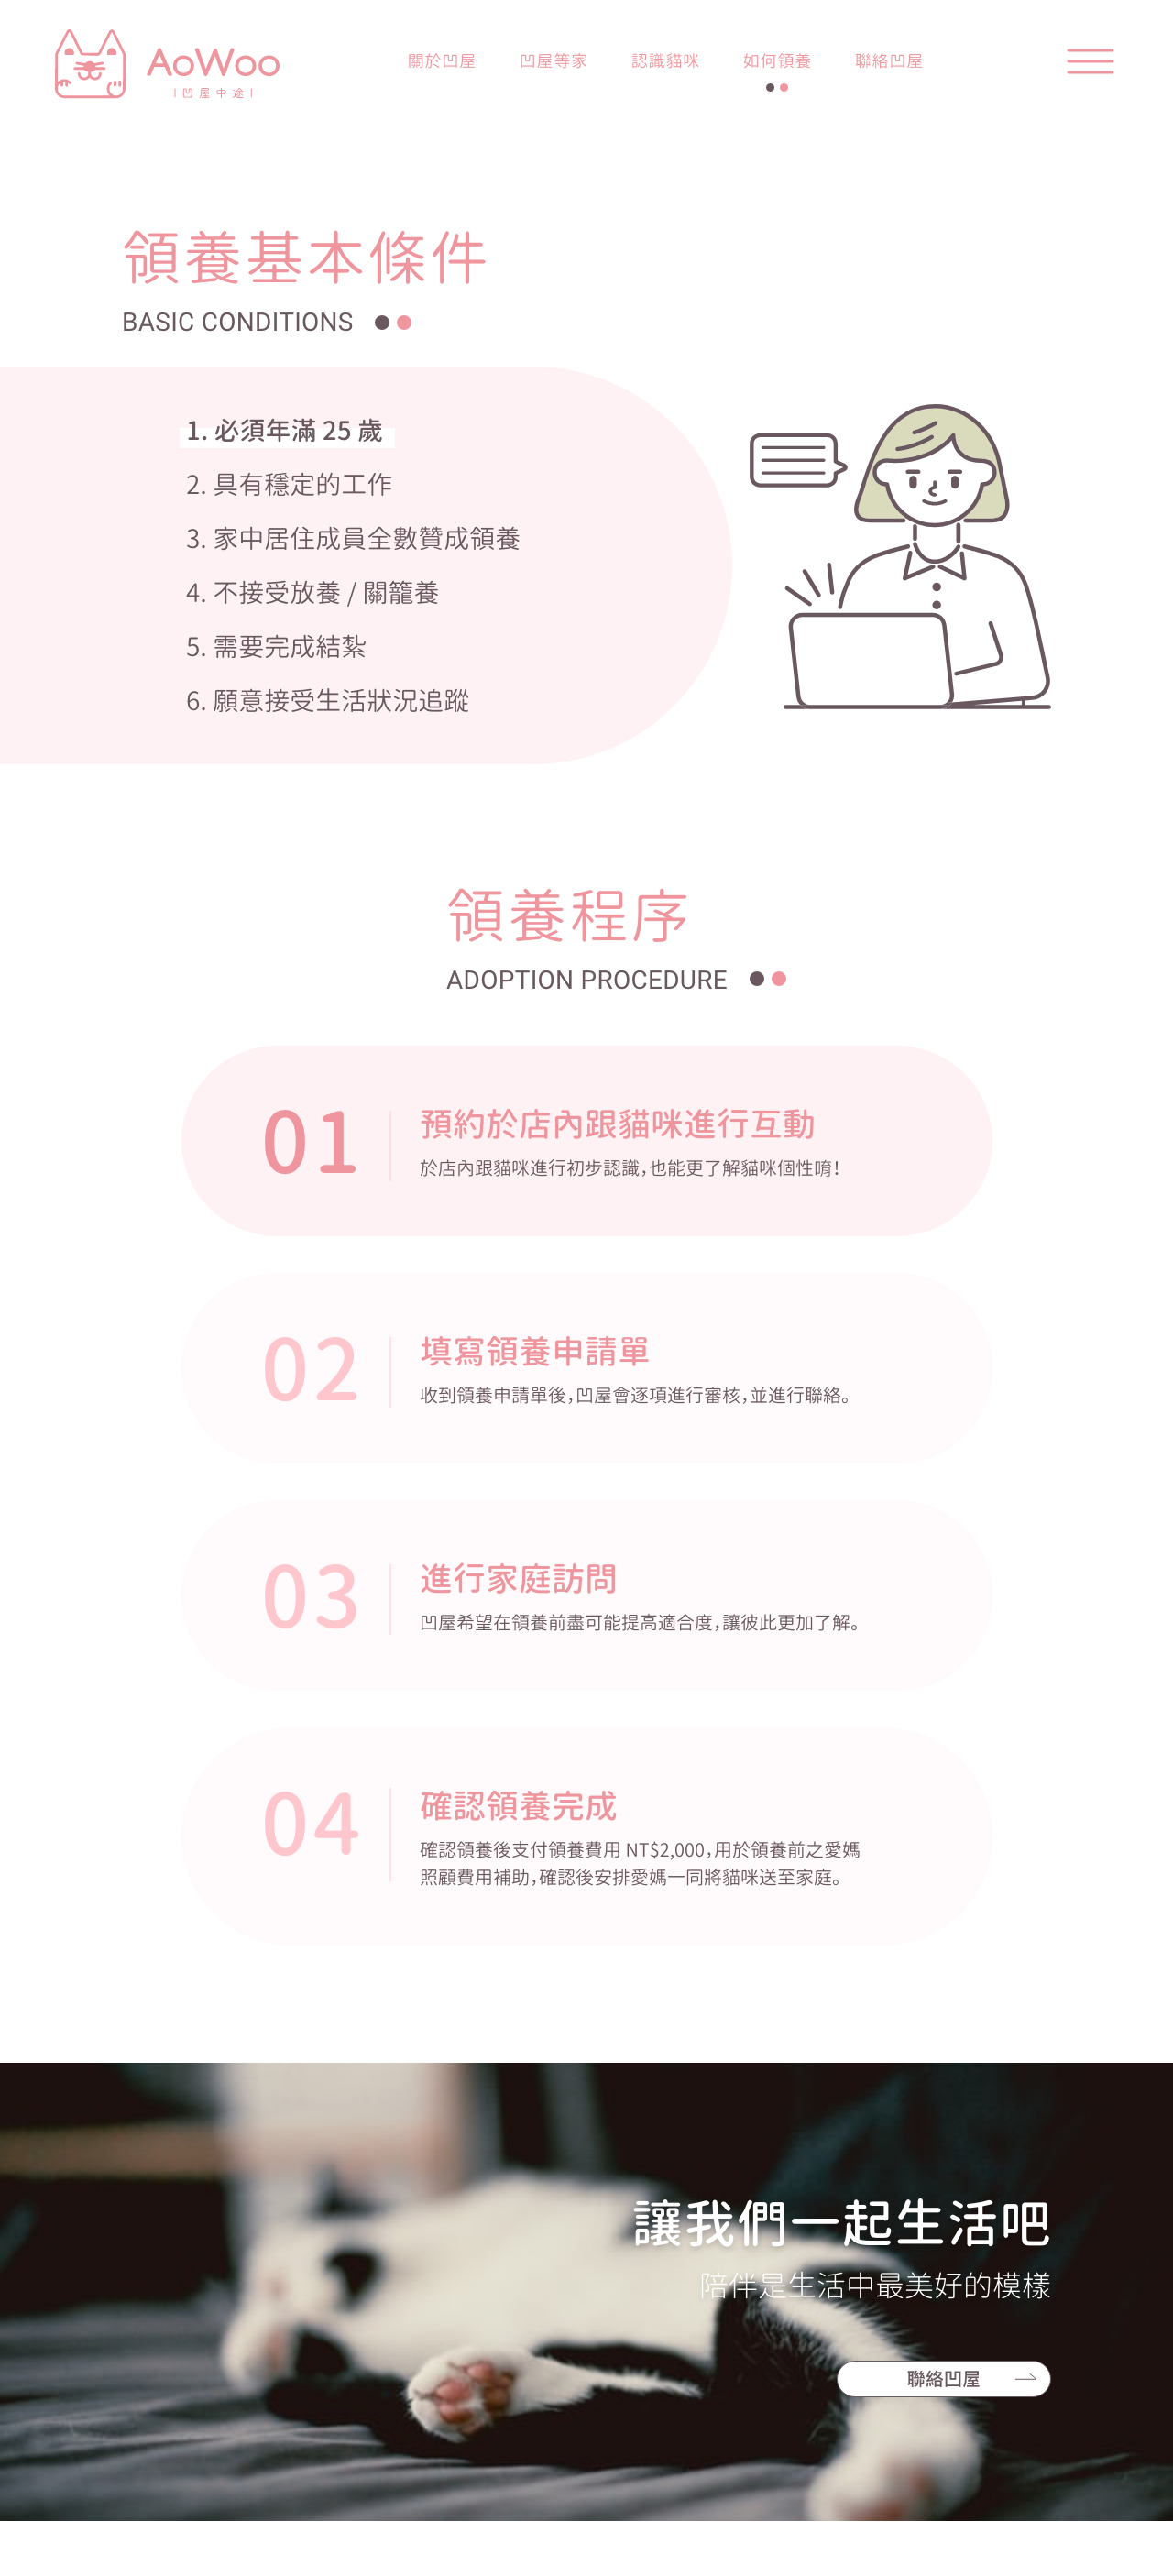 AoWoo
凹屋中途
關於凹屋
凹屋等家
認識貓咪
如何領養
聯絡凹屋
領養基本條件
BASIC CONDITIONS
1. 必須年滿 25 歲
2. 具有穩定的工作
3. 家中居住成員全數贊成領養
4. 不接受放養 / 關籠養
5. 需要完成結紮
6. 願意接受生活狀況追蹤
領養程序
ADOPTION PROCEDURE
01
預約於店內跟貓咪進行互動
於店內跟貓咪進行初步認識，也能更了解貓咪個性唷！
02
填寫領養申請單
收到領養申請單後，凹屋會逐項進行審核，並進行聯絡。
03
進行家庭訪問
凹屋希望在領養前盡可能提高適合度，讓彼此更加了解。
04
確認領養完成
確認領養後支付領養費用 NT$2,000，用於領養前之愛媽
照顧費用補助，確認後安排愛媽一同將貓咪送至家庭。
讓我們一起生活吧
陪伴是生活中最美好的模樣
聯絡凹屋